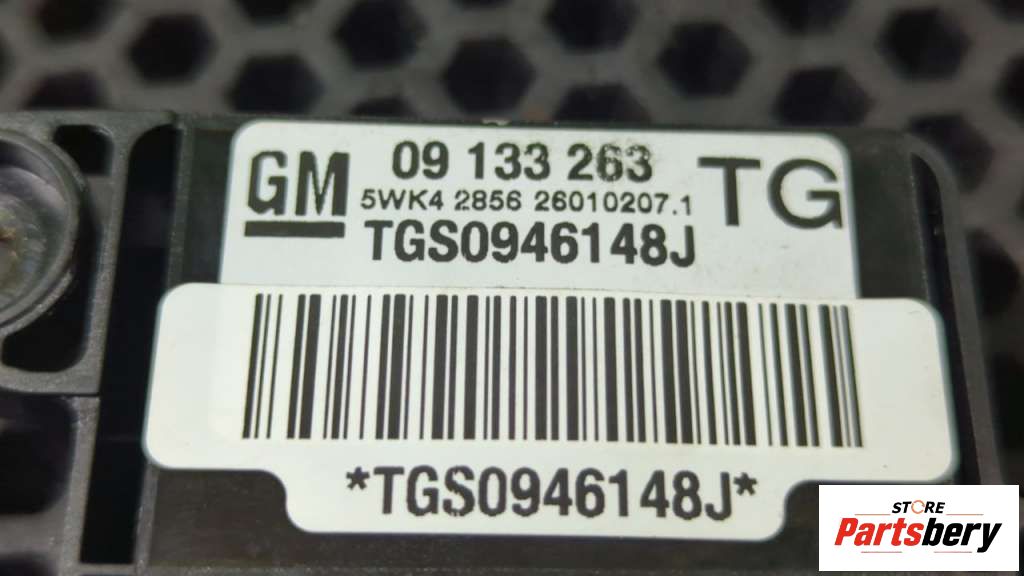 GM
09 133 263
TG
5WK4 2856 26010207.1
TGS0946148J
*TGS0946148J*
STORE
Partsbery